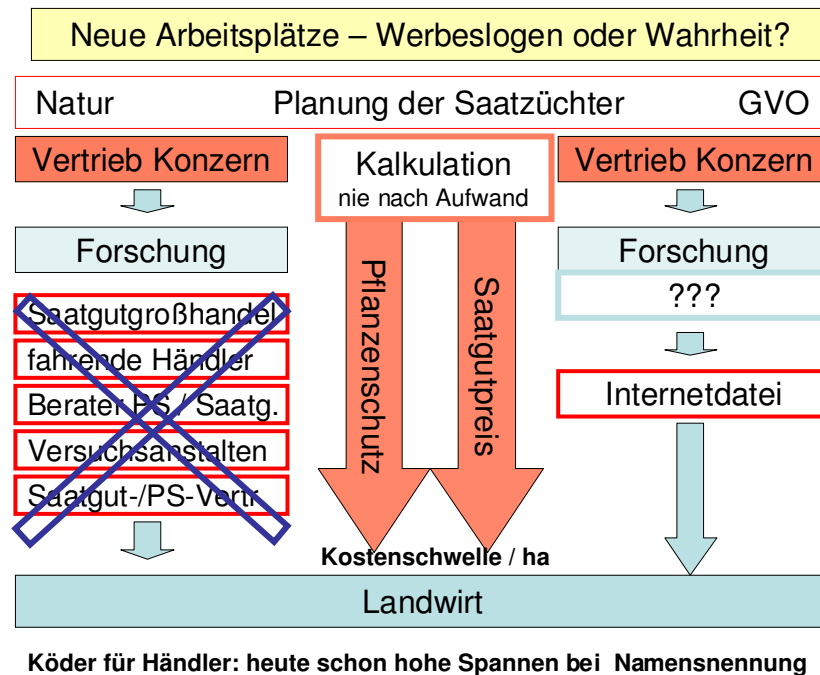 Neue Arbeitsplätze – Werbeslogen oder Wahrheit?
Natur Planung der Saatzüchter GVO
Vertrieb Konzern
Forschung
Saatgutgroßhandel
fahrende Händler
Berater PS / Saatg.
Versuchsanstalten
Saatgut-/PS-Vertr.
Kalkulation
nie nach Aufwand
Pflanzenschutz
Saatgutpreis
Kostenschwelle / ha
Vertrieb Konzern
Forschung
???
Internetdatei
Landwirt
Köder für Händler: heute schon hohe Spannen bei Namensnennung